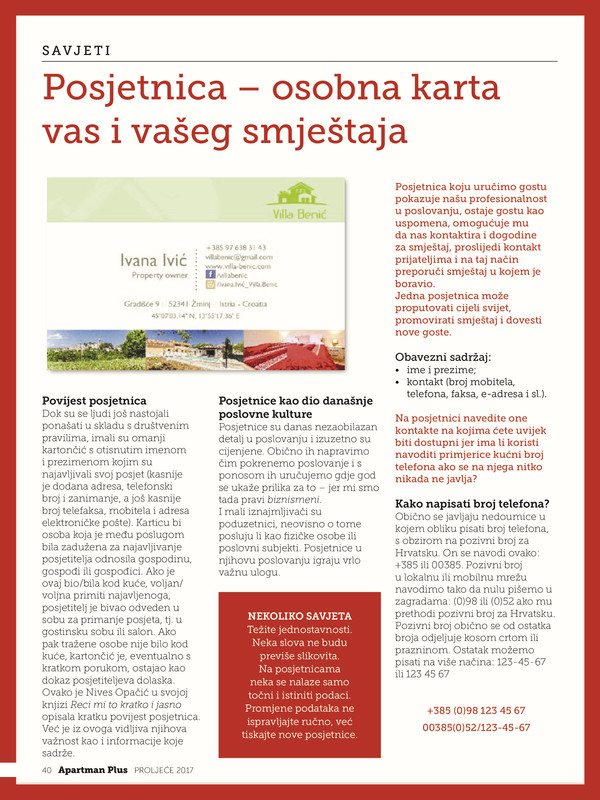 SAVJETI
Posjetnica – osobna karta
vas i vašeg smještaja
Villa Benić
Ivana Ivić
Property owner
+385 97 638 31 43
villabenic@gmail.com
www.villa-benic.com
/villabenic
/Ivana.Ivić_Villa.Benic
Gradišće 9 52341 Žminj Istria - Croatia
45°07'03.14" N, 13°53'17.36" E
Povijest posjetnica
Dok su se ljudi još nastojali
ponašati u skladu s društvenim
pravilima, imali su omanji
kartončić s otisnutim imenom
i prezimenom kojim su
najavljivali svoj posjet (kasnije
je dodana adresa, telefonski
broj i zanimanje, a još kasnije
broj telefaksa, mobitela i adresa
elektroničke pošte). Karticu bi
osoba koja je među poslugom
bila zadužena za najavljivanje
posjetitelja odnosila gospodinu,
gospođi ili gospođici. Ako je
ovaj bio/bila kod kuće, voljan/
voljna primiti najavljenoga,
posjetitelj je bivao odveden u
sobu za primanje posjeta, tj. u
gostinsku sobu ili salon. Ako
pak tražene osobe nije bilo kod
kuće, kartončić je, eventualno s
kratkom porukom, ostajao kao
dokaz posjetiteljeva dolaska.
Ovako je Nives Opačić u svojoj
knjizi Reci mi to kratko i jasno
opisala kratku povijest posjetnica.
Već je iz ovoga vidljiva njihova
važnost kao i informacije koje
sadrže.
Posjetnice kao dio današnje
poslovne kulture
Posjetnice su danas nezaobilazan
detalj u poslovanju i izuzetno su
cijenjene. Obično ih napravimo
čim pokrenemo poslovanje i s
ponosom ih uručujemo gdje god
se ukaže prilika za to – jer mi smo
tada pravi biznismeni.
I mali iznajmljivači su
poduzetnici, neovisno o tome
posluju li kao fizičke osobe ili
poslovni subjekti. Posjetnice u
njihovu poslovanju igraju vrlo
važnu ulogu.
NEKOLIKO SAVJETA
Težite jednostavnosti.
Neka slova ne budu
previše slikovita.
Na posjetnicama
neka se nalaze samo
točni i istiniti podaci.
Promjene podataka ne
ispravljajte ručno, već
tiskajte nove posjetnice.
Posjetnica koju uručimo gostu
pokazuje našu profesionalnost
u poslovanju, ostaje gostu kao
uspomena, omogućuje mu
da nas kontaktira i dogodine
za smještaj, proslijedi kontakt
prijateljima i na taj način
preporuči smještaj u kojem je
boravio.
Jedna posjetnica može
proputovati cijeli svijet,
promovirati smještaj i dovesti
nove goste.
Obavezni sadržaj:
• ime i prezime;
• kontakt (broj mobitela,
telefona, faksa, e-adresa i sl.).
Na posjetnici navedite one
kontakte na kojima ćete uvijek
biti dostupni jer ima li koristi
navoditi primjerice kućni broj
telefona ako se na njega nitko
nikada ne javlja?
Kako napisati broj telefona?
Obično se javljaju nedoumice u
kojem obliku pisati broj telefona,
s obzirom na pozivni broj za
Hrvatsku. On se navodi ovako:
+385 ili 00385. Pozivni broj
u lokalnu ili mobilnu mrežu
navodimo tako da nulu pišemo u
zagradama: (0)98 ili (0)52 ako mu
prethodi pozivni broj za Hrvatsku.
Pozivni broj obično se od ostatka
broja odjeljuje kosom crtom ili
prazninom. Ostatak možemo
pisati na više načina: 123-45-67
ili 123 45 67
+385 (0)98 123 45 67
00385(0)52/123-45-67
40 Apartman Plus PROLJEĆE 2017